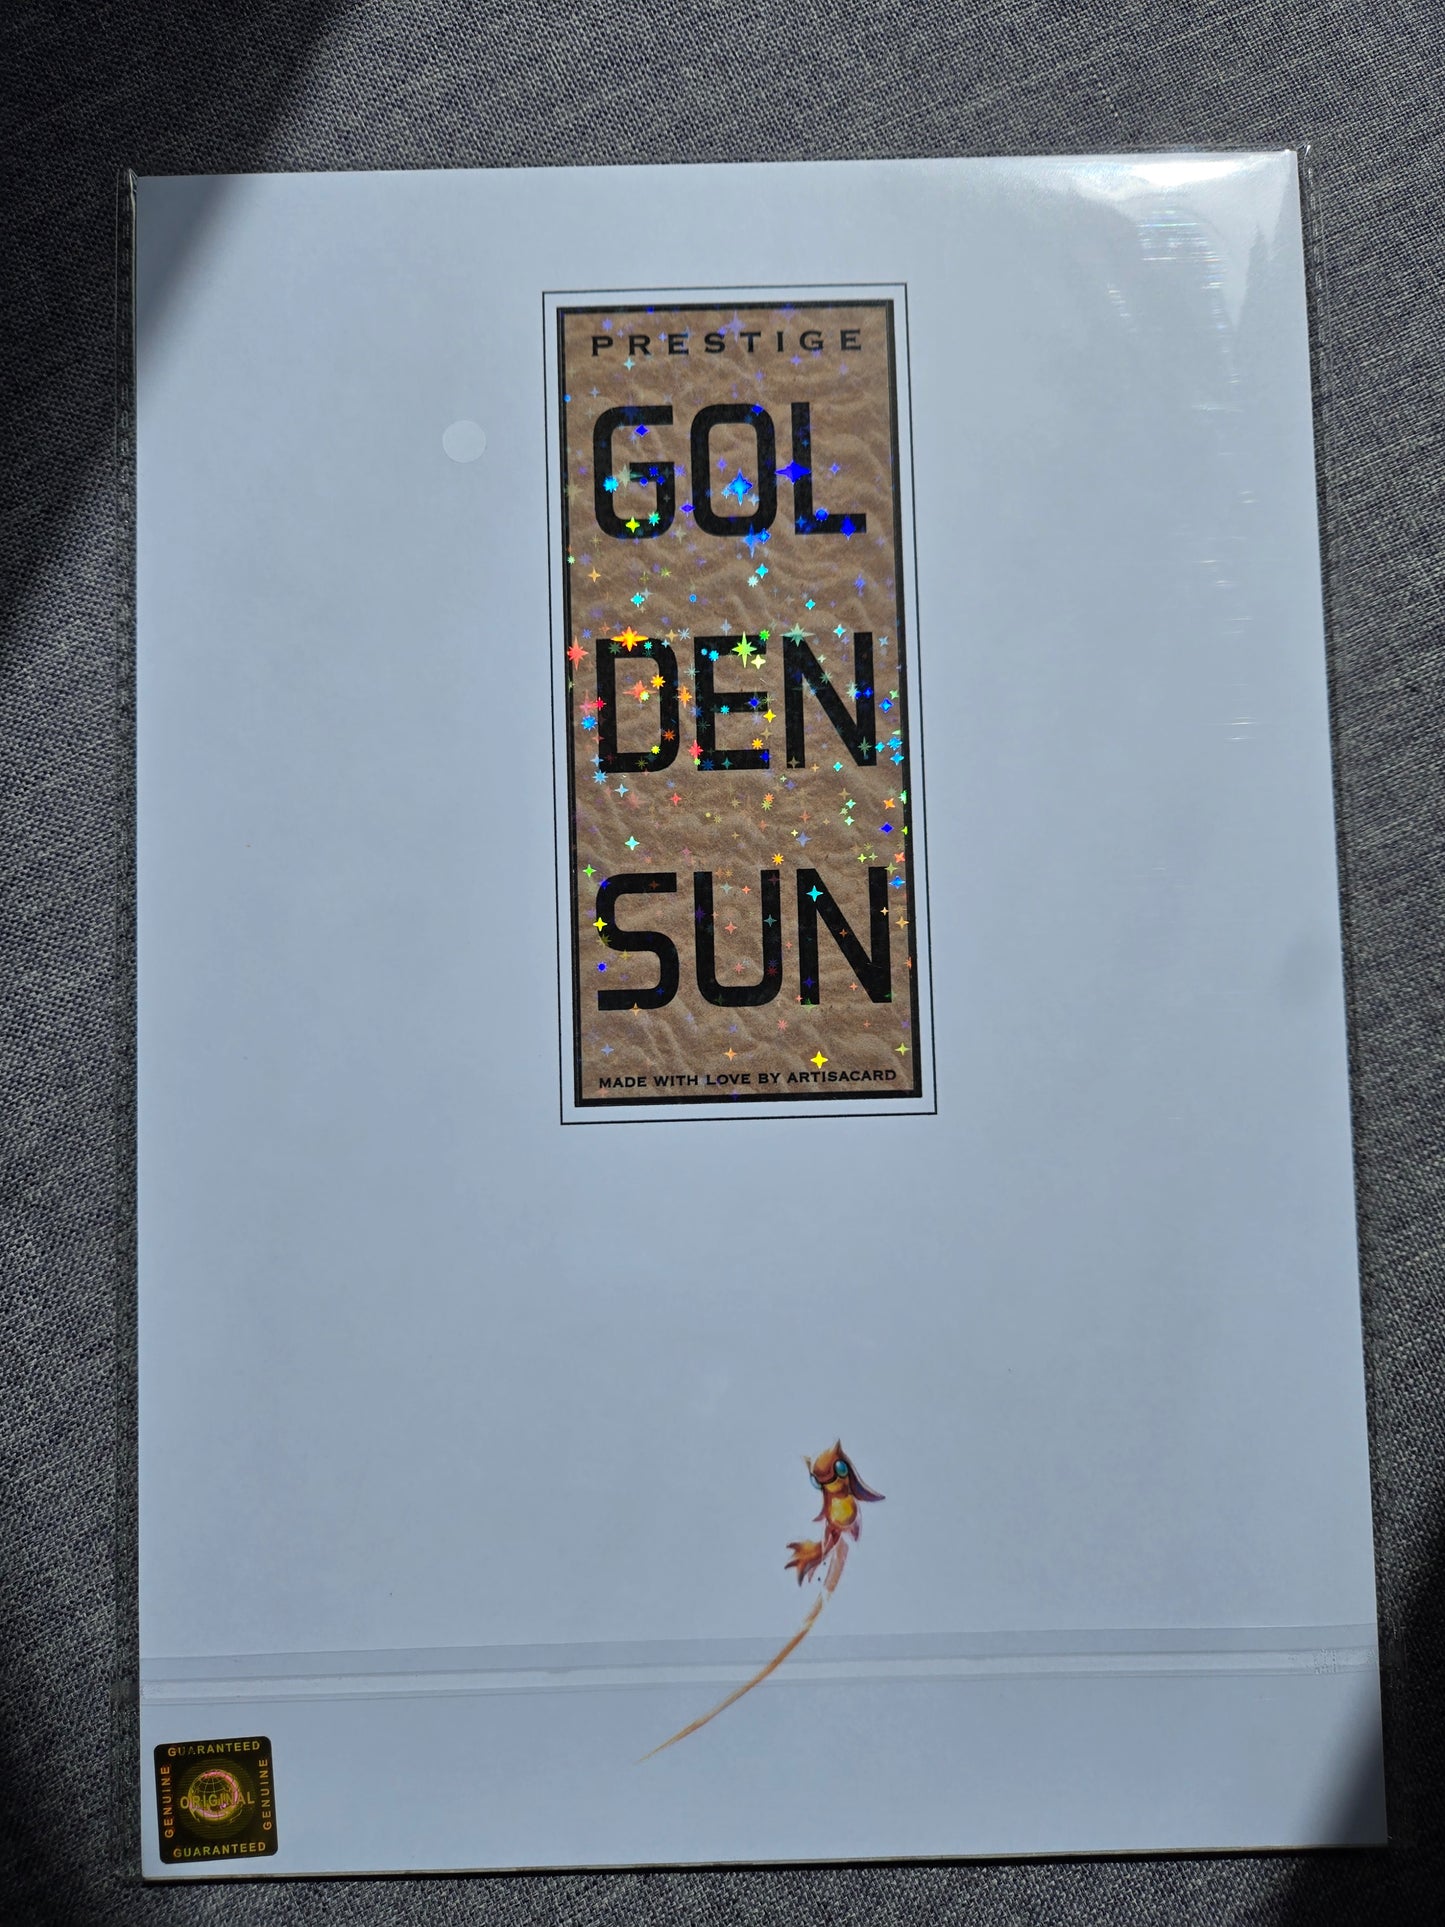 PRESTIGE
GOL
DEN
SUN
MADE WITH LOVE BY ARTISACARD
GUARANTEED
GENUINE
ORIGINAL
GENUINE
GUARANTEED